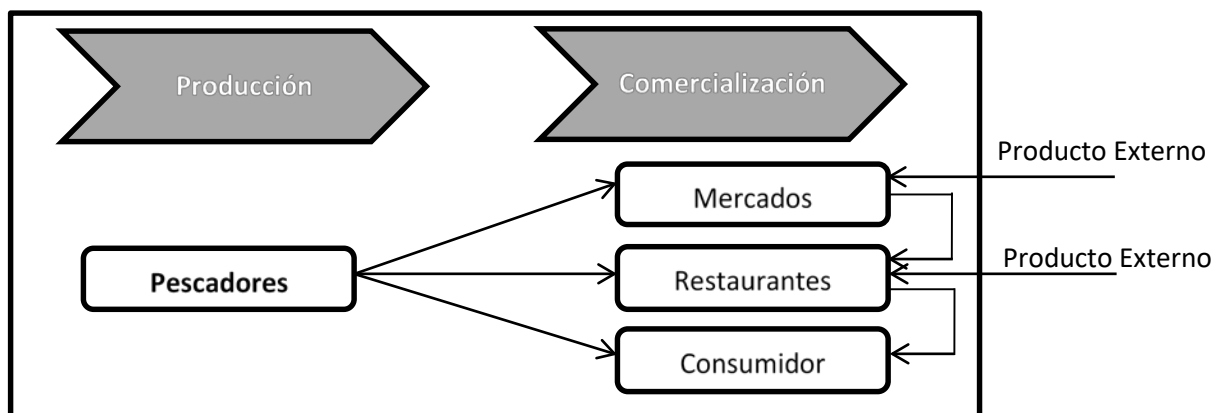 Producción
Comercialización
Producto Externo
Mercados
Producto Externo
Pescadores
Restaurantes
Consumidor